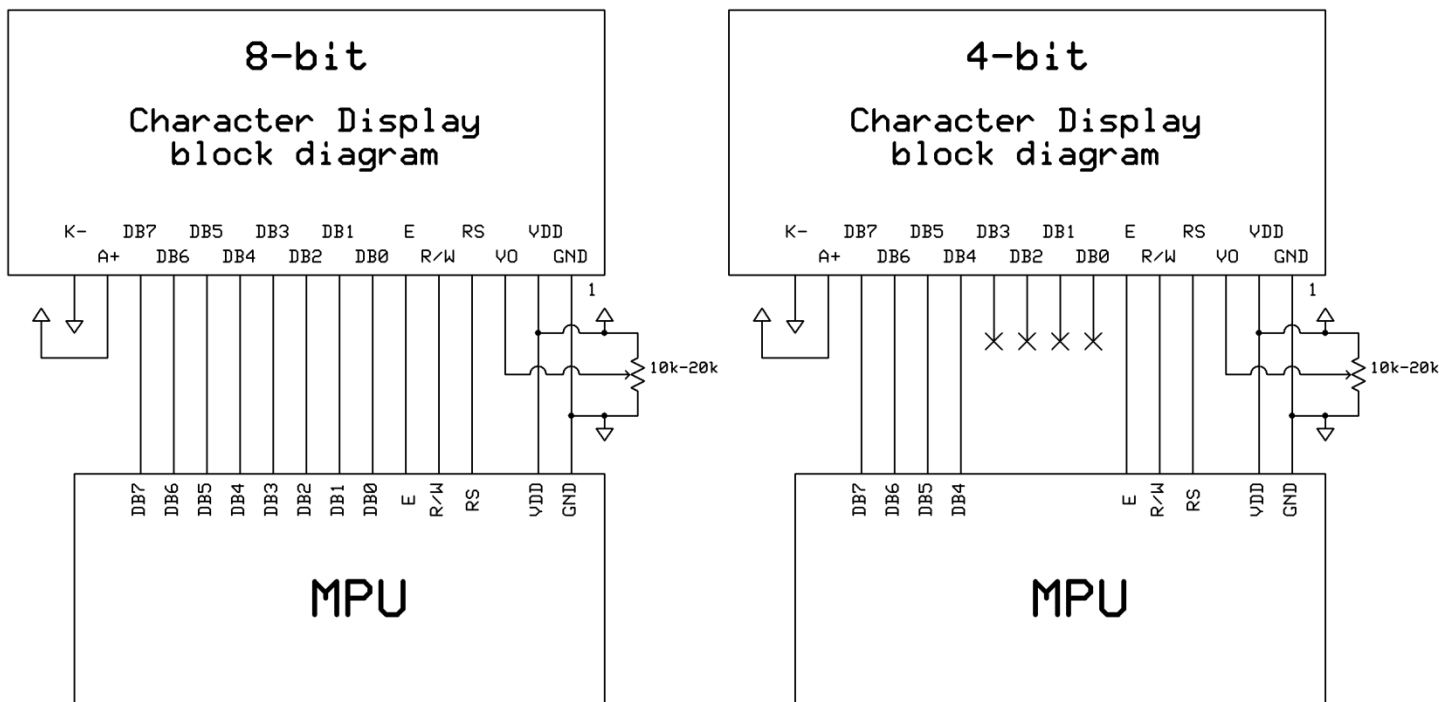 8-bit
Character Display
block diagram
K- DB7 DB5 DB3 DB1 E RS VDD
A+ DB6 DB4 DB2 DB0 R/W VO GND
1
10k-20k
DB7 DB6 DB5 DB4 DB3 DB2 DB1 DB0 E R/W RS VDD GND
MPU
4-bit
Character Display
block diagram
K- DB7 DB5 DB3 DB1 E RS VDD
A+ DB6 DB4 DB2 DB0 R/W VO GND
1
10k-20k
DB7 DB6 DB5 DB4 E R/W RS VDD GND
MPU